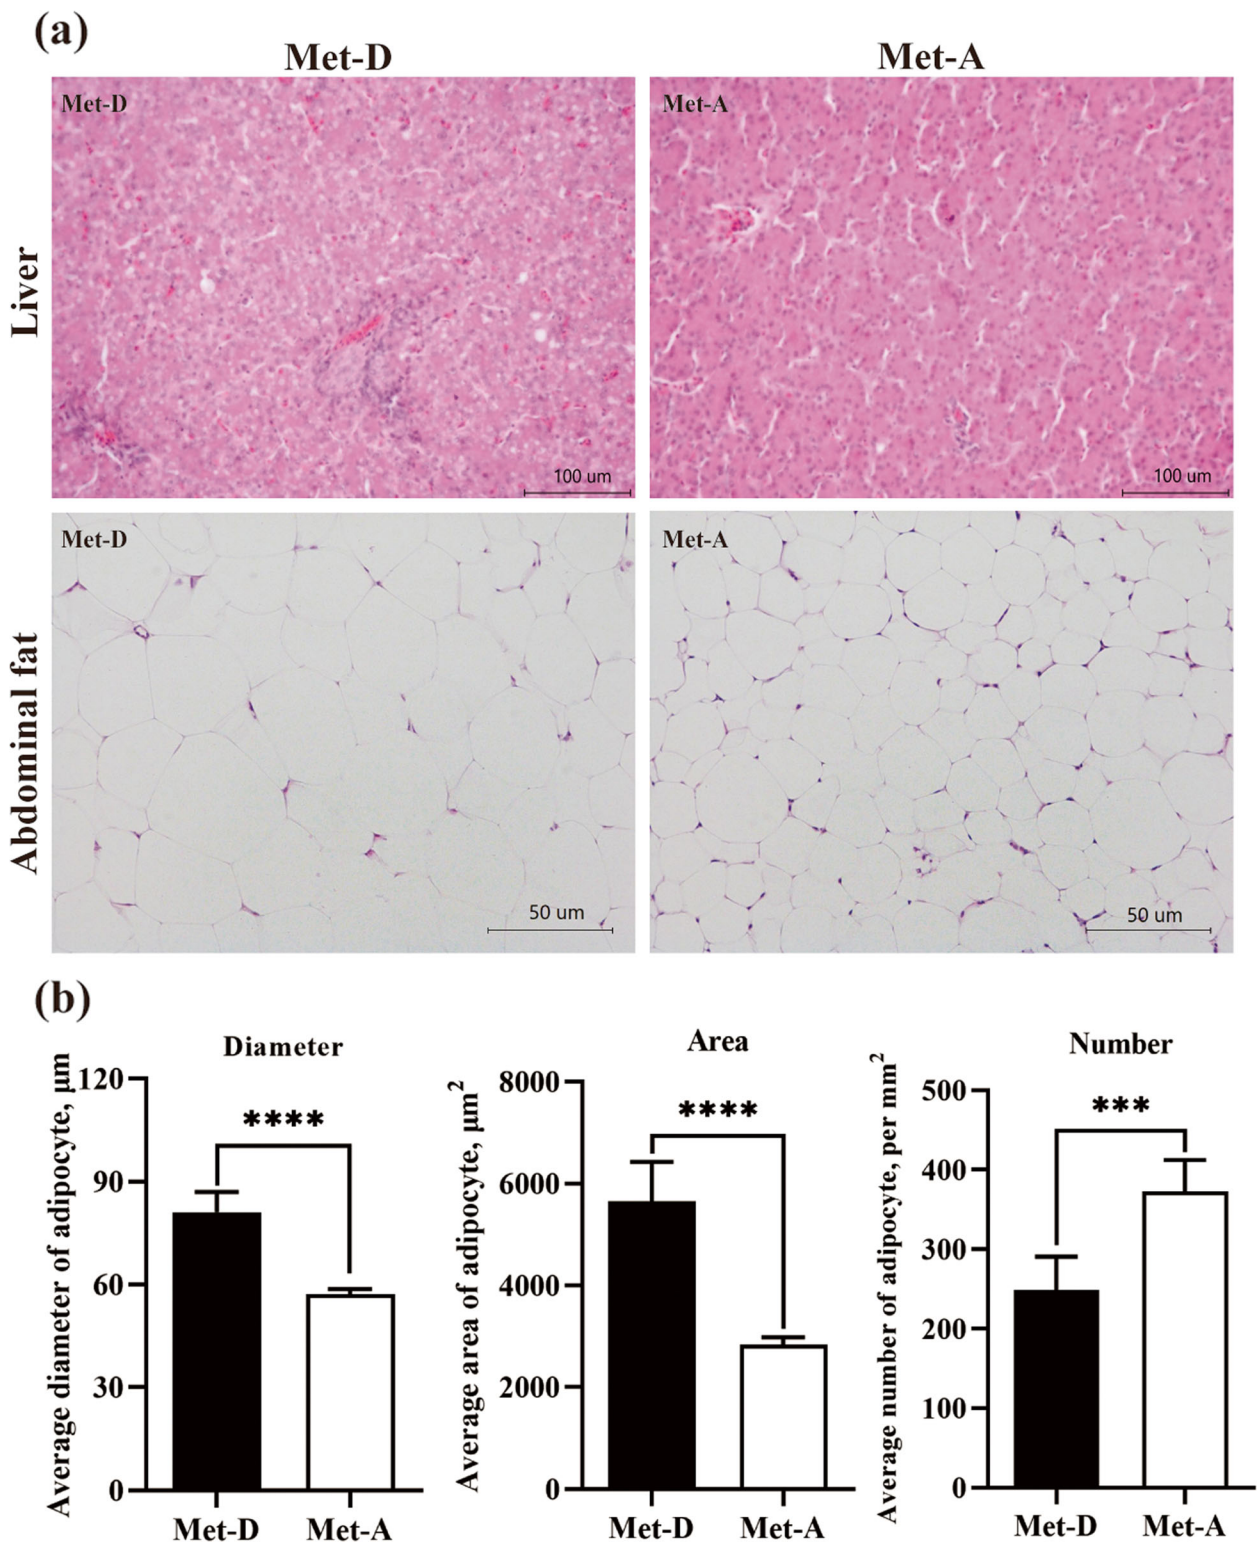 (a)
Met-D
Met-A
Liver
Met-D
100 um
Met-A
100 um
Abdominal fat
Met-D
50 um
Met-A
50 um
(b)
Diameter
Average diameter of adipocyte, μm
120
90
60
30
0
****
Met-D
Met-A
Area
Average area of adipocyte, μm²
8000
6000
4000
2000
0
****
Met-D
Met-A
Number
Average number of adipocyte, per mm²
500
400
300
200
100
0
***
Met-D
Met-A